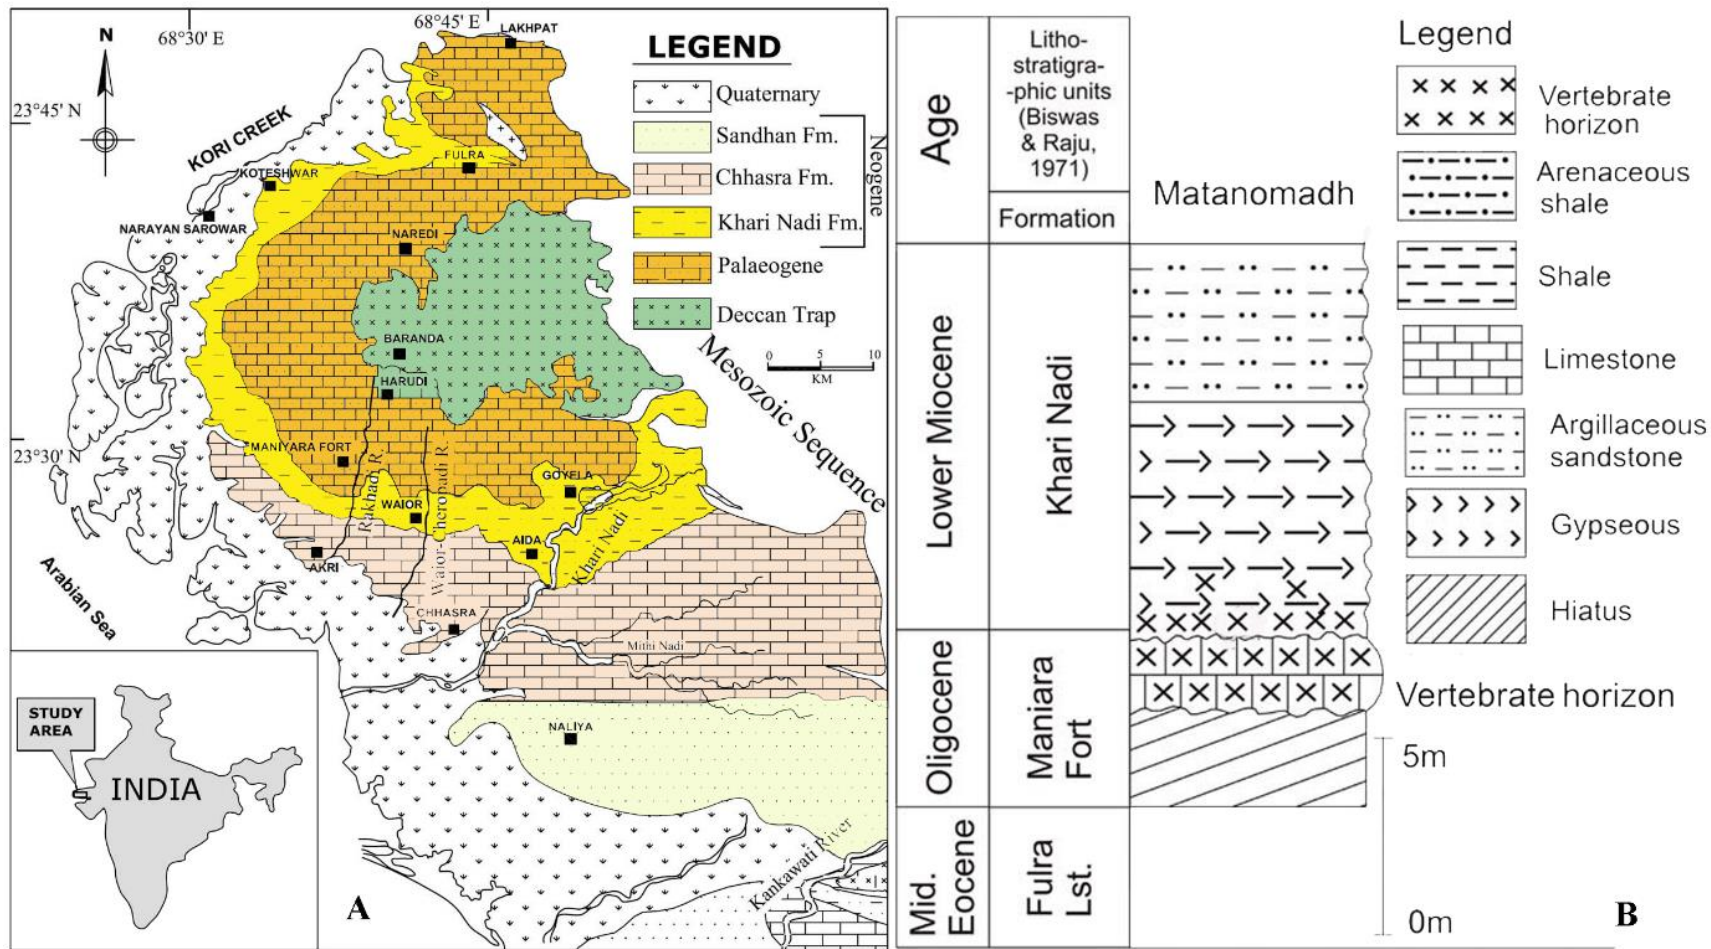 68°30' E
68°45' E
LAKHPAT
N
23°45' N
KORI CREEK
FULRA
KOTESHWAR
NARAYAN SAROWAR
NAREDI
BARANDA
HARUDI
23°30' N
MANIYARA FORT
GOYELA
WAIOR
Rakhadi R.
Waior-Cheropadi R.
AIDA
Khari Nadi
AKRI
CHHASRA
Mithi Nadi
NALIYA
Kankawati River
Arabian Sea
Mesozoic Sequence
LEGEND
Quaternary
Sandhan Fm.
Chhasra Fm.
Khari Nadi Fm.
Neogene
Palaeogene
Deccan Trap
0 5 10
KM
STUDY
AREA
INDIA
A
Age
Litho-
stratigra-
-phic units
(Biswas
& Raju,
1971)
Formation
Matanomadh
Lower Miocene
Khari Nadi
Oligocene
Maniara
Fort
Mid.
Eocene
Fulra
Lst.
Legend
Vertebrate
horizon
Arenaceous
shale
Shale
Limestone
Argillaceous
sandstone
Gypseous
Hiatus
Vertebrate horizon
5m
0m
B